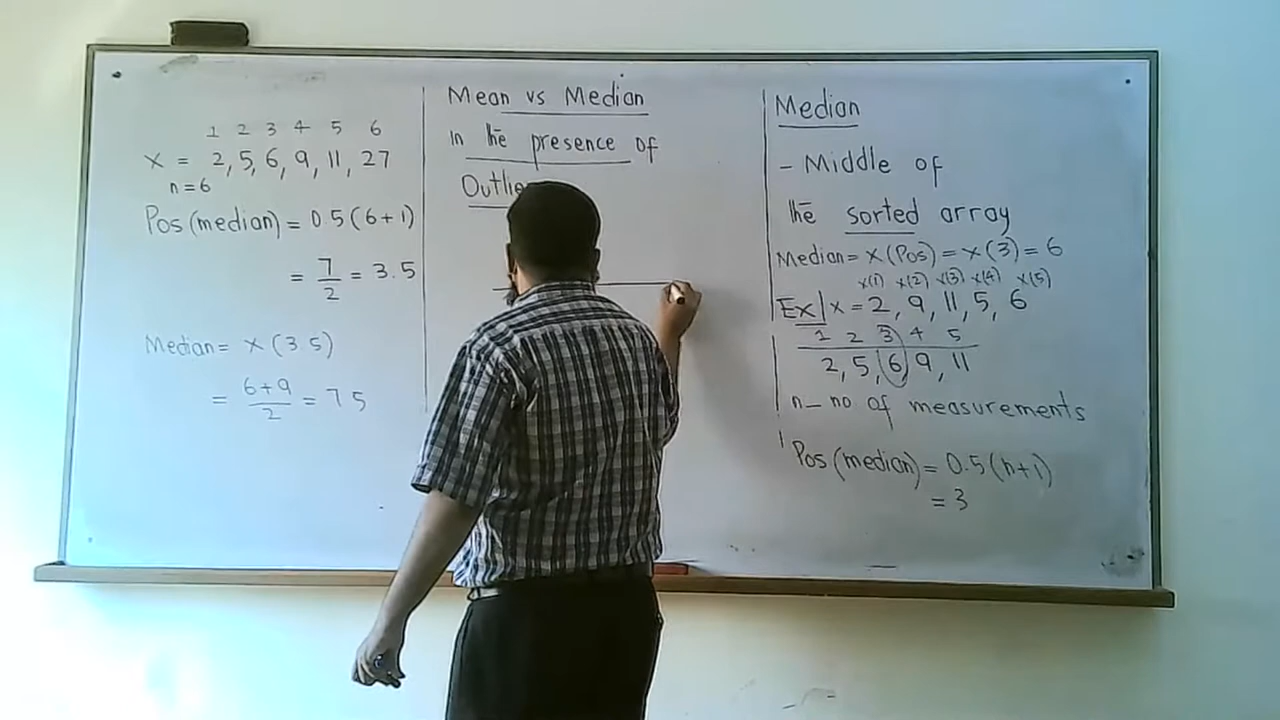 1 2 3 4 5 6
x = 2, 5, 6, 9, 11, 27
n = 6
Pos (median) = 0 5 (6+1)
= 7/2 = 3.5
Median = x (3 5)
= 6+9/2 = 7 5
Mean vs Median
In the presence of
Median
- Middle of
the sorted array
Median = x (Pos) = x (3) = 6
x(1) x(2) x(3) x(4) x(5)
Ex| x = 2, 9, 11, 5, 6
1 2 3 4 5
2, 5, 6, 9, 11
n_ no of measurements
Pos (median) = 0.5 (n+1)
= 3